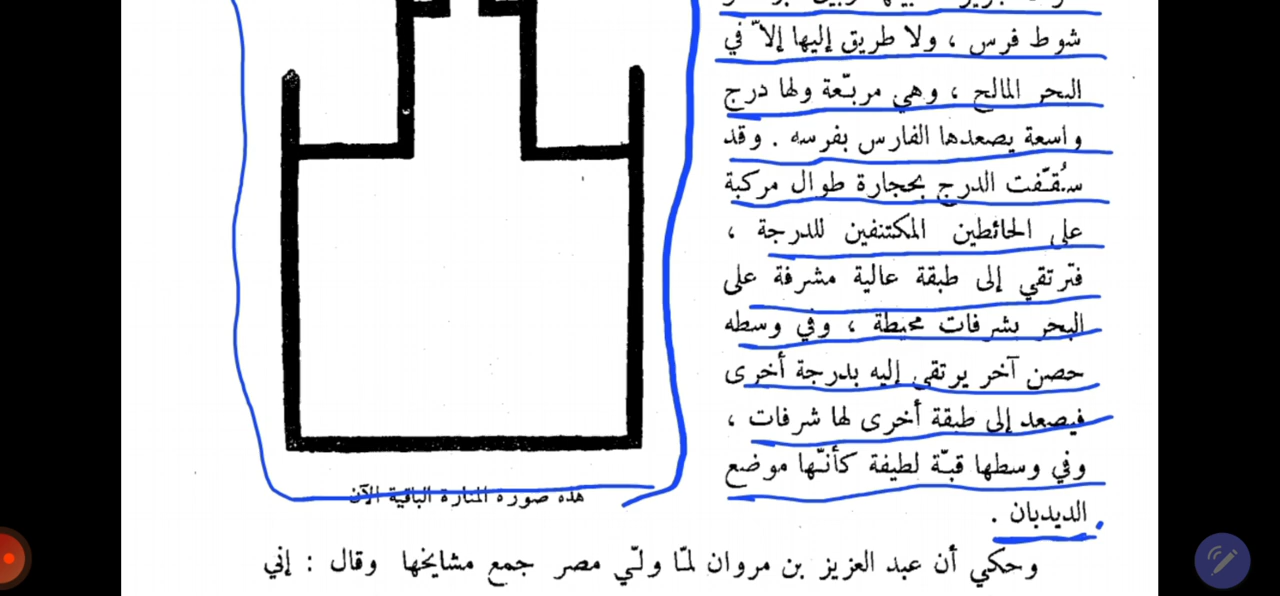 شوط فرس ، ولا طريق إليها إلاّ في
البحر المالح ، وهي مربّعة ولها درج
واسعة يصعدها الفارس بفرسه . وقد
سُقّفت الدرج بحجارة طوال مركبة
على الحائطين المكتنفين للدرجة ،
فترتقي إلى طبقة عالية مشرفة على
البحر بشرفات محيطة ، وفي وسطه
حصن آخر يرتقى إليه بدرجة أخرى
فيصعد إلى طبقة أخرى لها شرفات ،
وفي وسطها قبّة لطيفة كأنّها موضع
الديدبان .
هذه صورة المنارة الباقية الآن
وحكي أن عبد العزيز بن مروان لمّا ولّي مصر جمع مشايخها وقال : إني